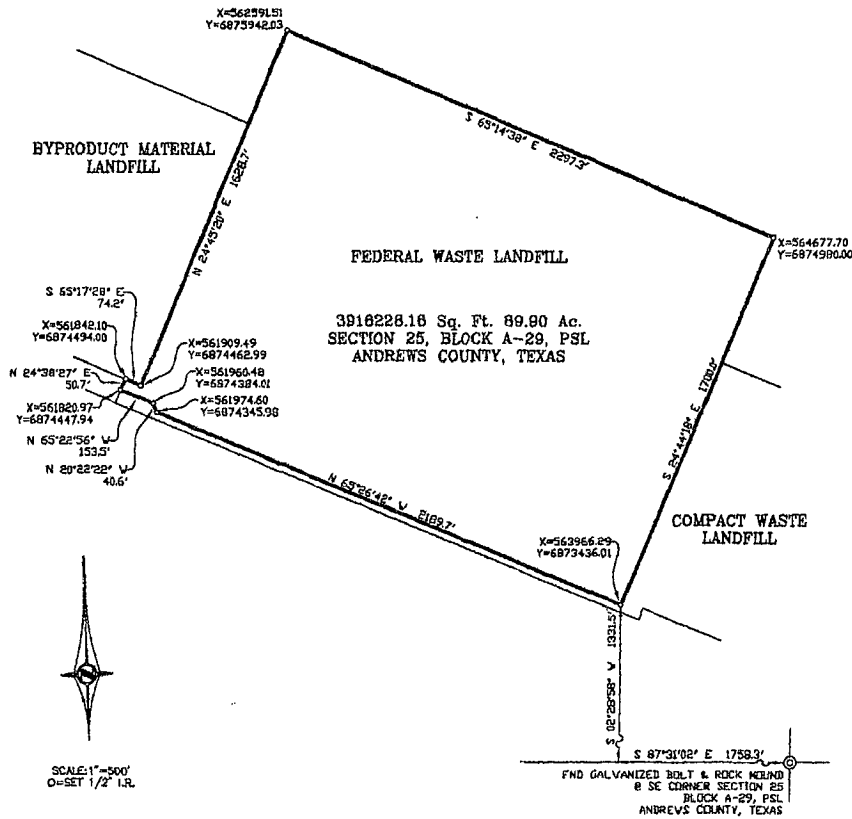 X=562591.51
Y=6875942.03
BYPRODUCT MATERIAL
LANDFILL
S 65°14'38" E 2297.3'
N 24°45'20" E 1628.7'
X=564677.70
Y=6874980.00
FEDERAL WASTE LANDFILL
3916228.18 Sq. Ft. 89.90 Ac.
SECTION 25, BLOCK A-29, PSL
ANDREWS COUNTY, TEXAS
S 65°17'28" E
74.2'
X=561842.10
Y=6874494.00
X=561909.49
Y=6874462.99
N 24°38'27" E
50.7'
X=561960.48
Y=6874384.01
X=561820.97
Y=6874447.94
X=561974.60
Y=6874345.98
N 65°22'56" W
153.5'
N 20°22'22" W
40.6'
S 24°44'18" E 1700.0'
N 65°26'42" W 2189.7'
COMPACT WASTE
LANDFILL
X=563966.29
Y=6873436.01
S 02°28'58" W 1331.5'
SCALE:1"=500'
O=SET 1/2" I.R.
S 87°31'02" E 1758.3'
FND GALVANIZED BOLT & ROCK MOUND
@ SE CORNER SECTION 25
BLOCK A-29, PSL
ANDREWS COUNTY, TEXAS